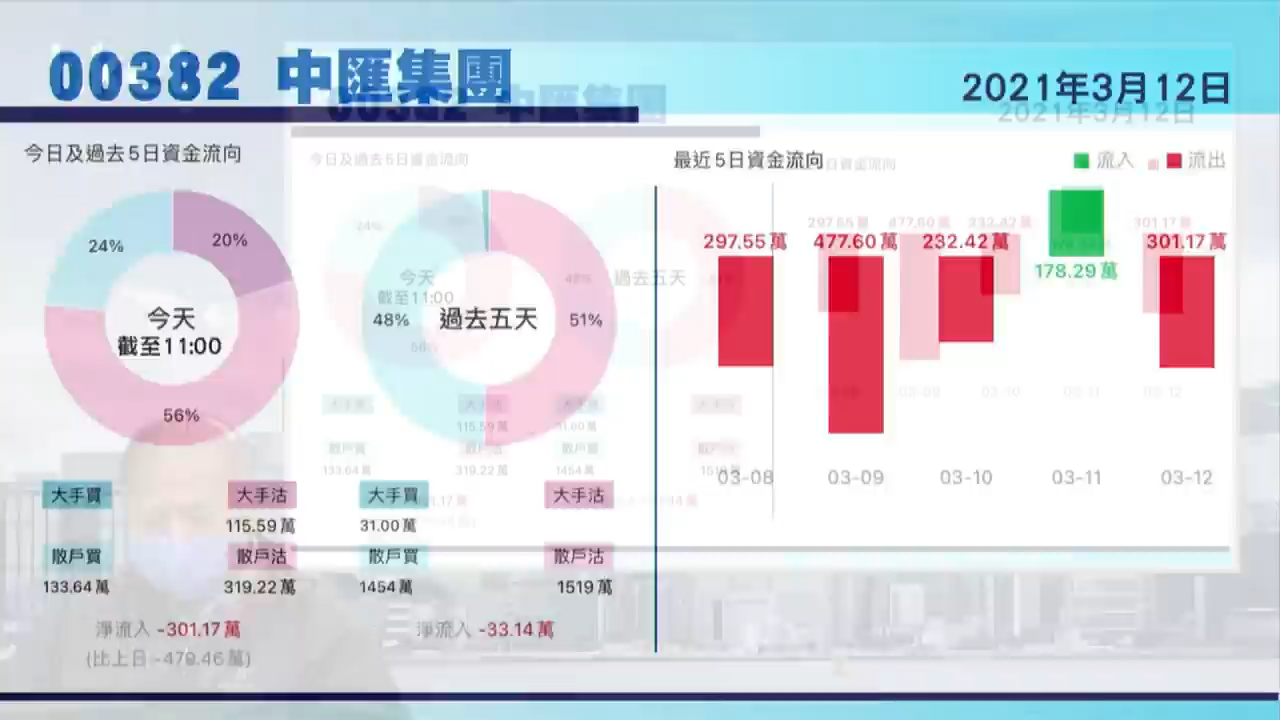 00382 中匯集團
2021年3月12日
今日及過去5日資金流向
最近5日資金流向
流入
流出
24%
20%
56%
今天
截至11:00
48%
51%
過去五天
297.55萬
477.60萬
232.42萬
178.29萬
301.17萬
03-08
03-09
03-10
03-11
03-12
大手買
大手沽
115.59萬
散戶買
133.64萬
散戶沽
319.22萬
淨流入 -301.17萬
(比上日 -479.46萬)
大手買
31.00萬
大手沽
散戶買
1454萬
散戶沽
1519萬
淨流入 -33.14萬